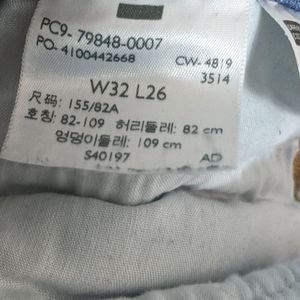 PC9- 79848-0007
PO- 4100442668 CW- 4819
3514
W32 L26
尺码: 155/82A
호칭: 82-109 허리둘레: 82 cm
엉덩이둘레: 109 cm
S40197 AD